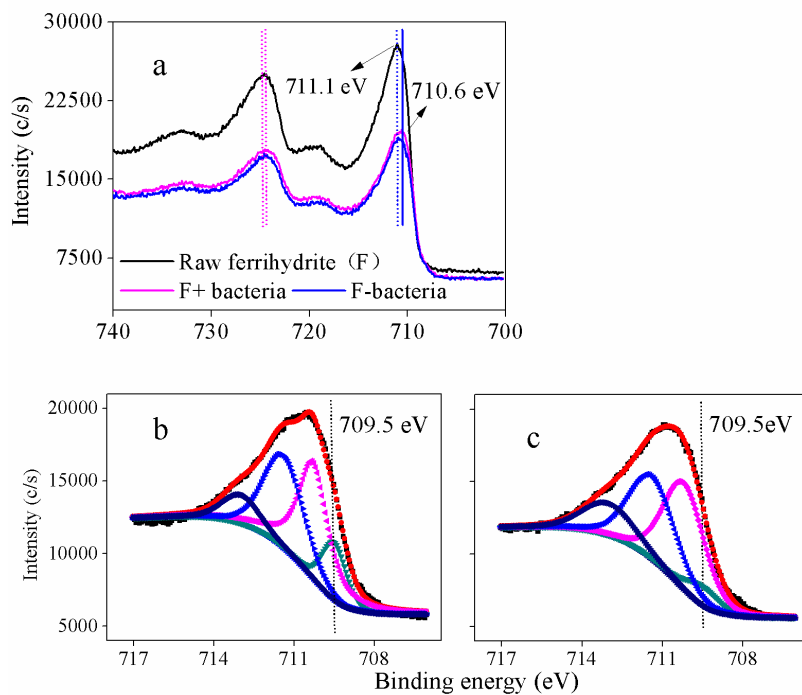 30000
22500
15000
7500
Intensity (c/s)
a
711.1 eV
710.6 eV
Raw ferrihydrite（F）
F+ bacteria F-bacteria
740 730 720 710 700
20000
15000
10000
5000
Intensity (c/s)
b
709.5 eV
c
709.5eV
717 714 711 708
717 714 711 708
Binding energy (eV)